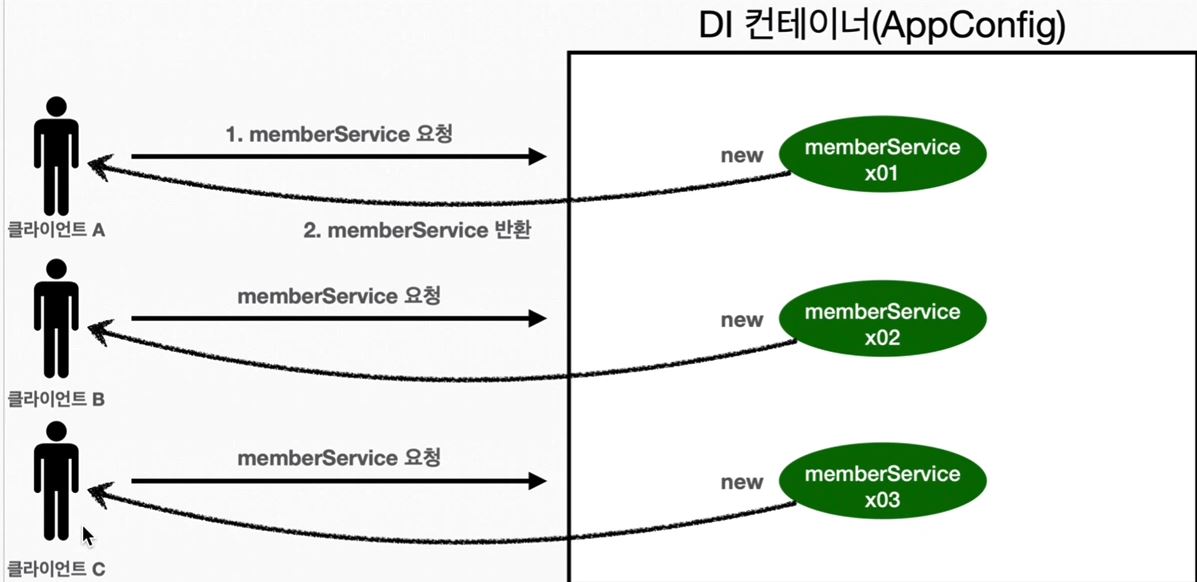 DI 컨테이너(AppConfig)
1. memberService 요청
new
memberService
x01
클라이언트 A
2. memberService 반환
memberService 요청
new
memberService
x02
클라이언트 B
memberService 요청
new
memberService
x03
클라이언트 C